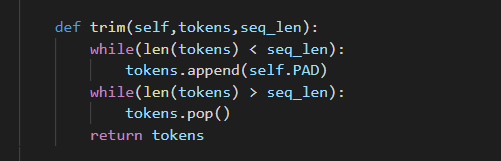 def trim(self,tokens,seq_len):
    while(len(tokens) < seq_len):
        tokens.append(self.PAD)
    while(len(tokens) > seq_len):
        tokens.pop()
    return tokens